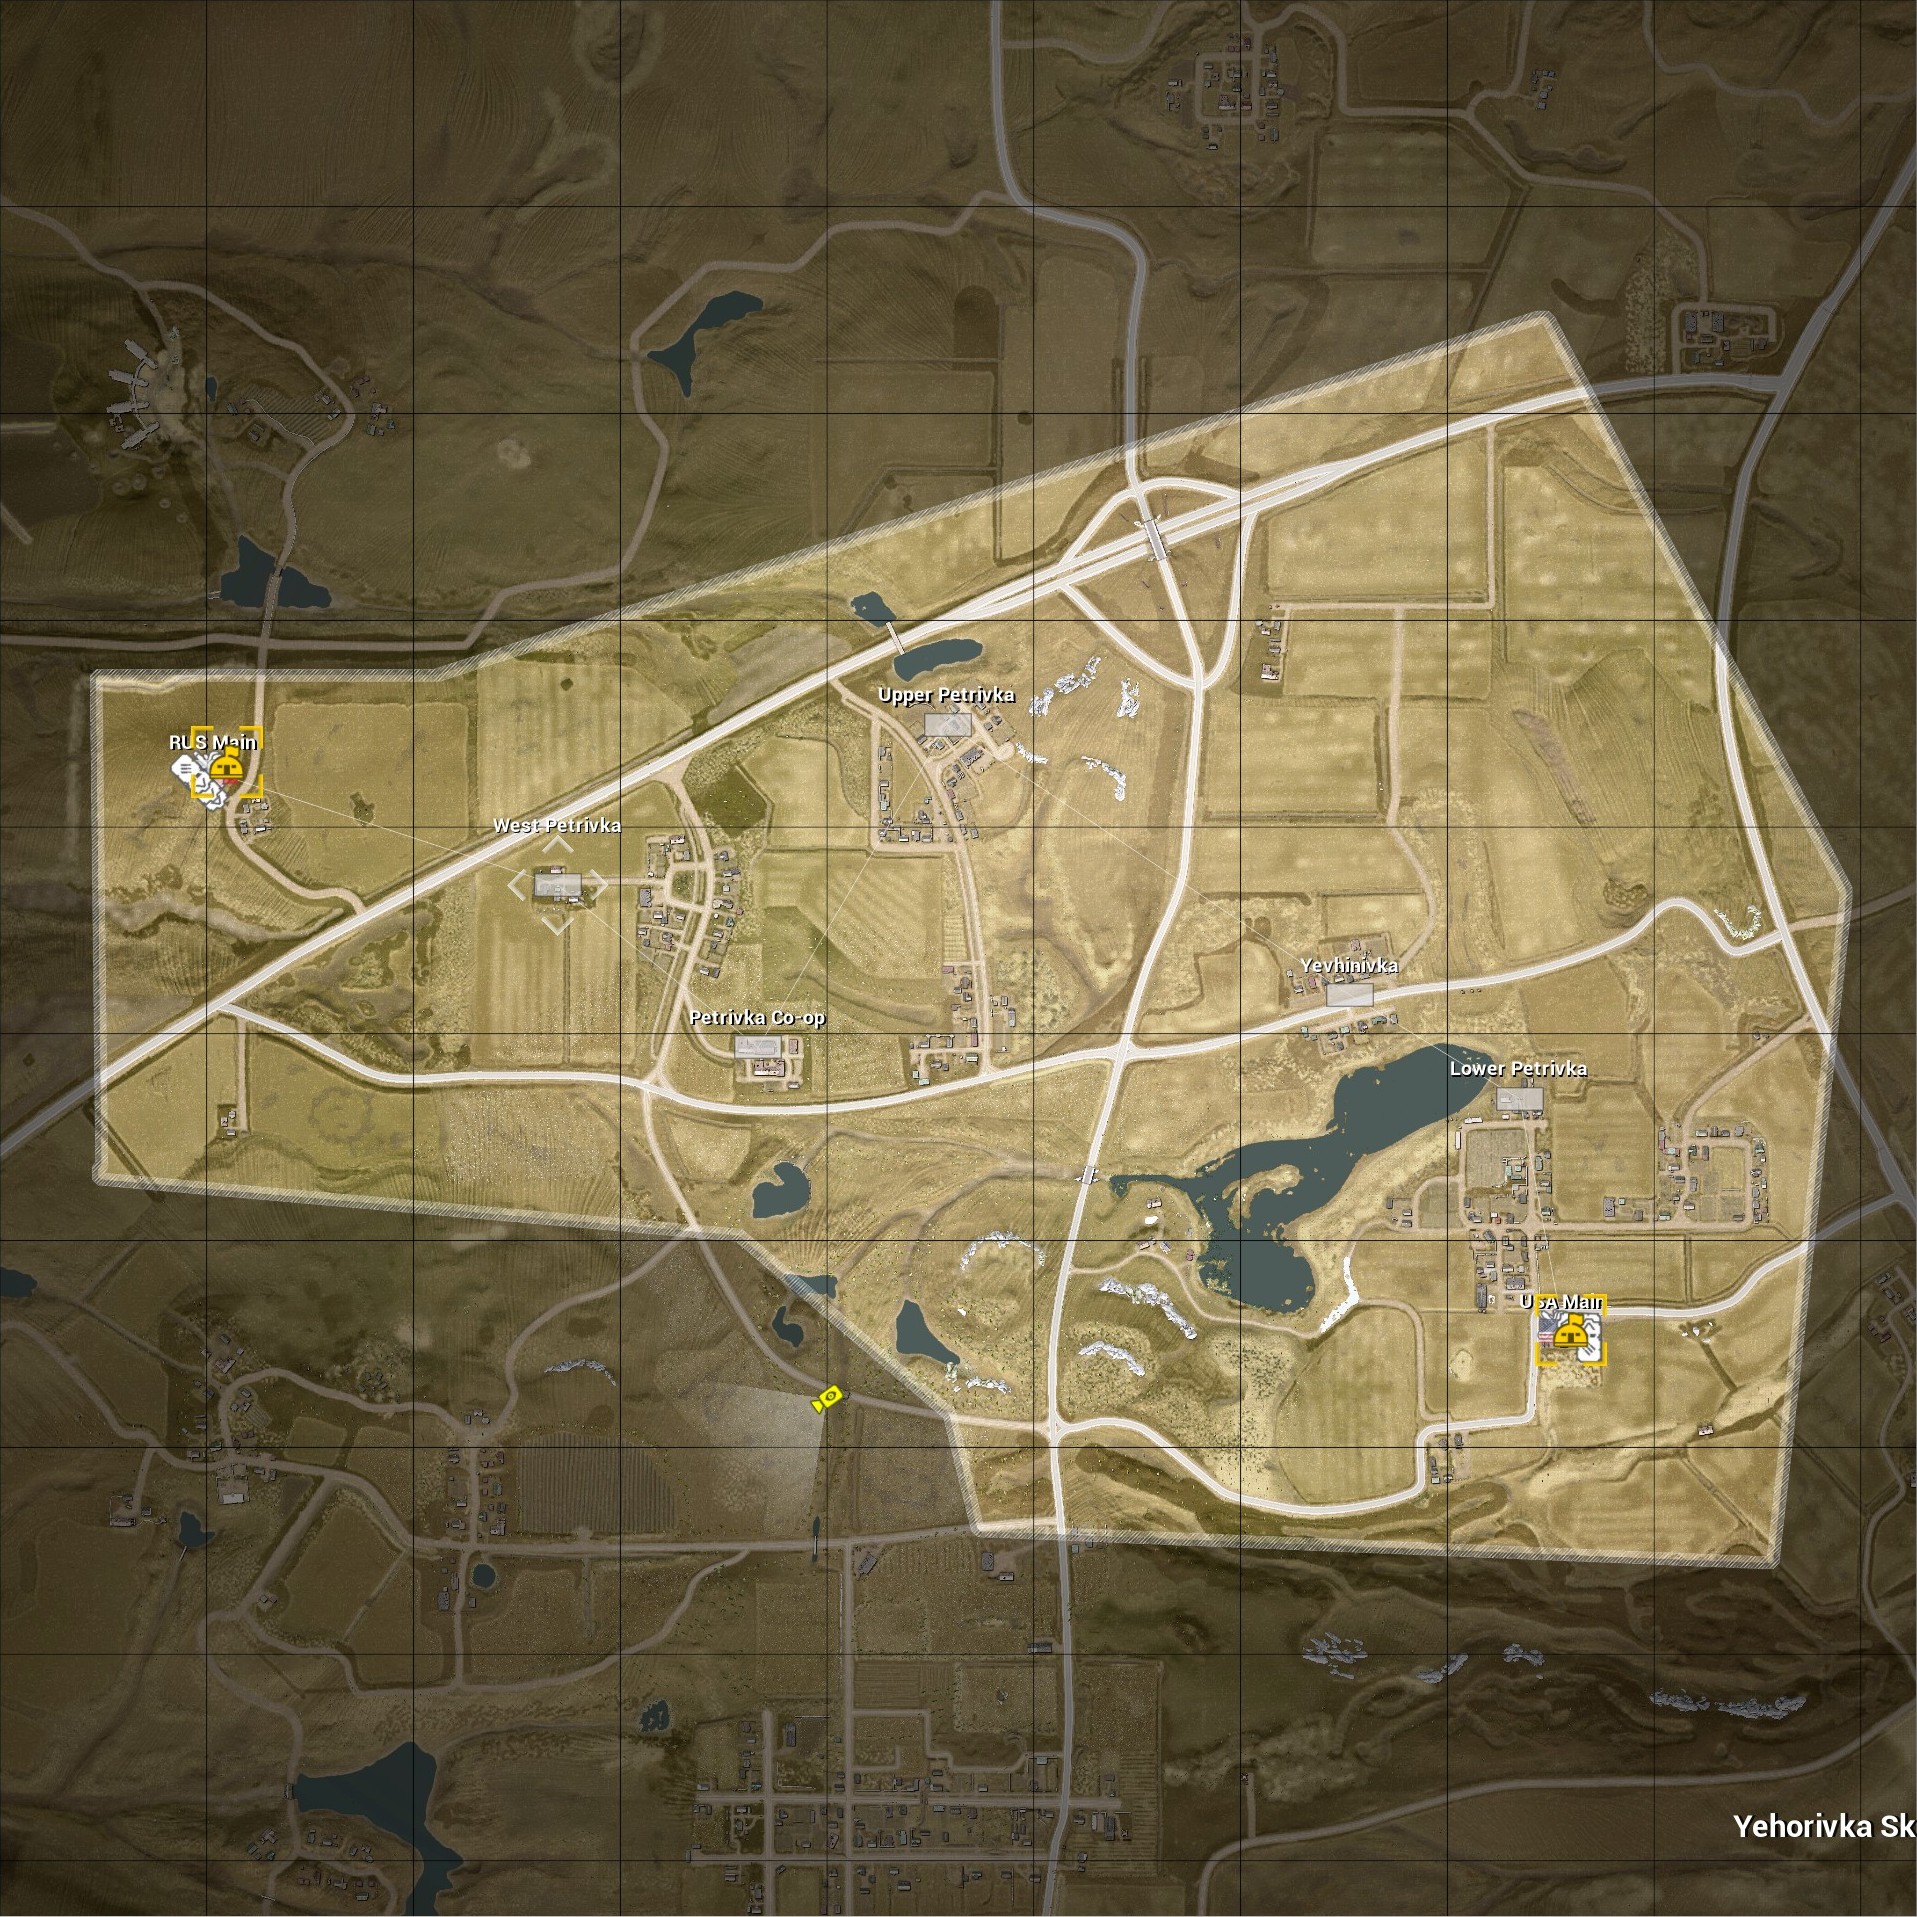 Upper Petrivka
RUS Main
West Petrivka
Yevhinivka
Petrivka Co-op
Lower Petrivka
USA Main
Yehorivka Sk